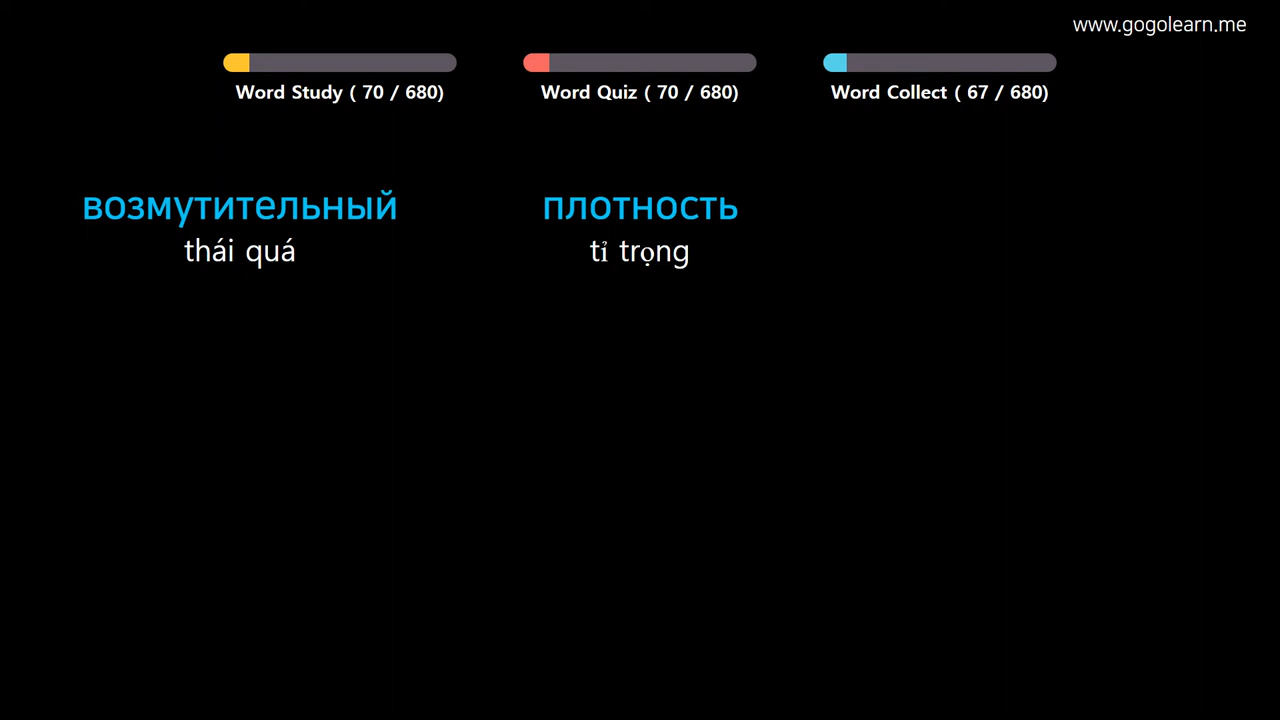 www.gogolearn.me
Word Study ( 70 / 680)
Word Quiz ( 70 / 680)
Word Collect ( 67 / 680)
возмутительный
thái quá
плотность
tỉ trọng